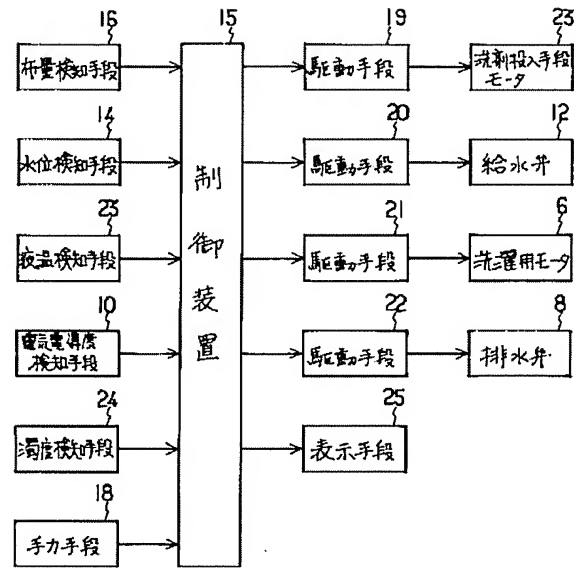 16
布量検知手段
14
水位検知手段
23
液温検知手段
10
電気電導度
検知手段
24
濁度検知手段
18
手力手段
15
制御装置
19
駆動手段
20
駆動手段
21
駆動手段
22
駆動手段
25
表示手段
23
洗剤投入手段
モータ
12
給水弁
6
洗濯用モータ
8
排水弁